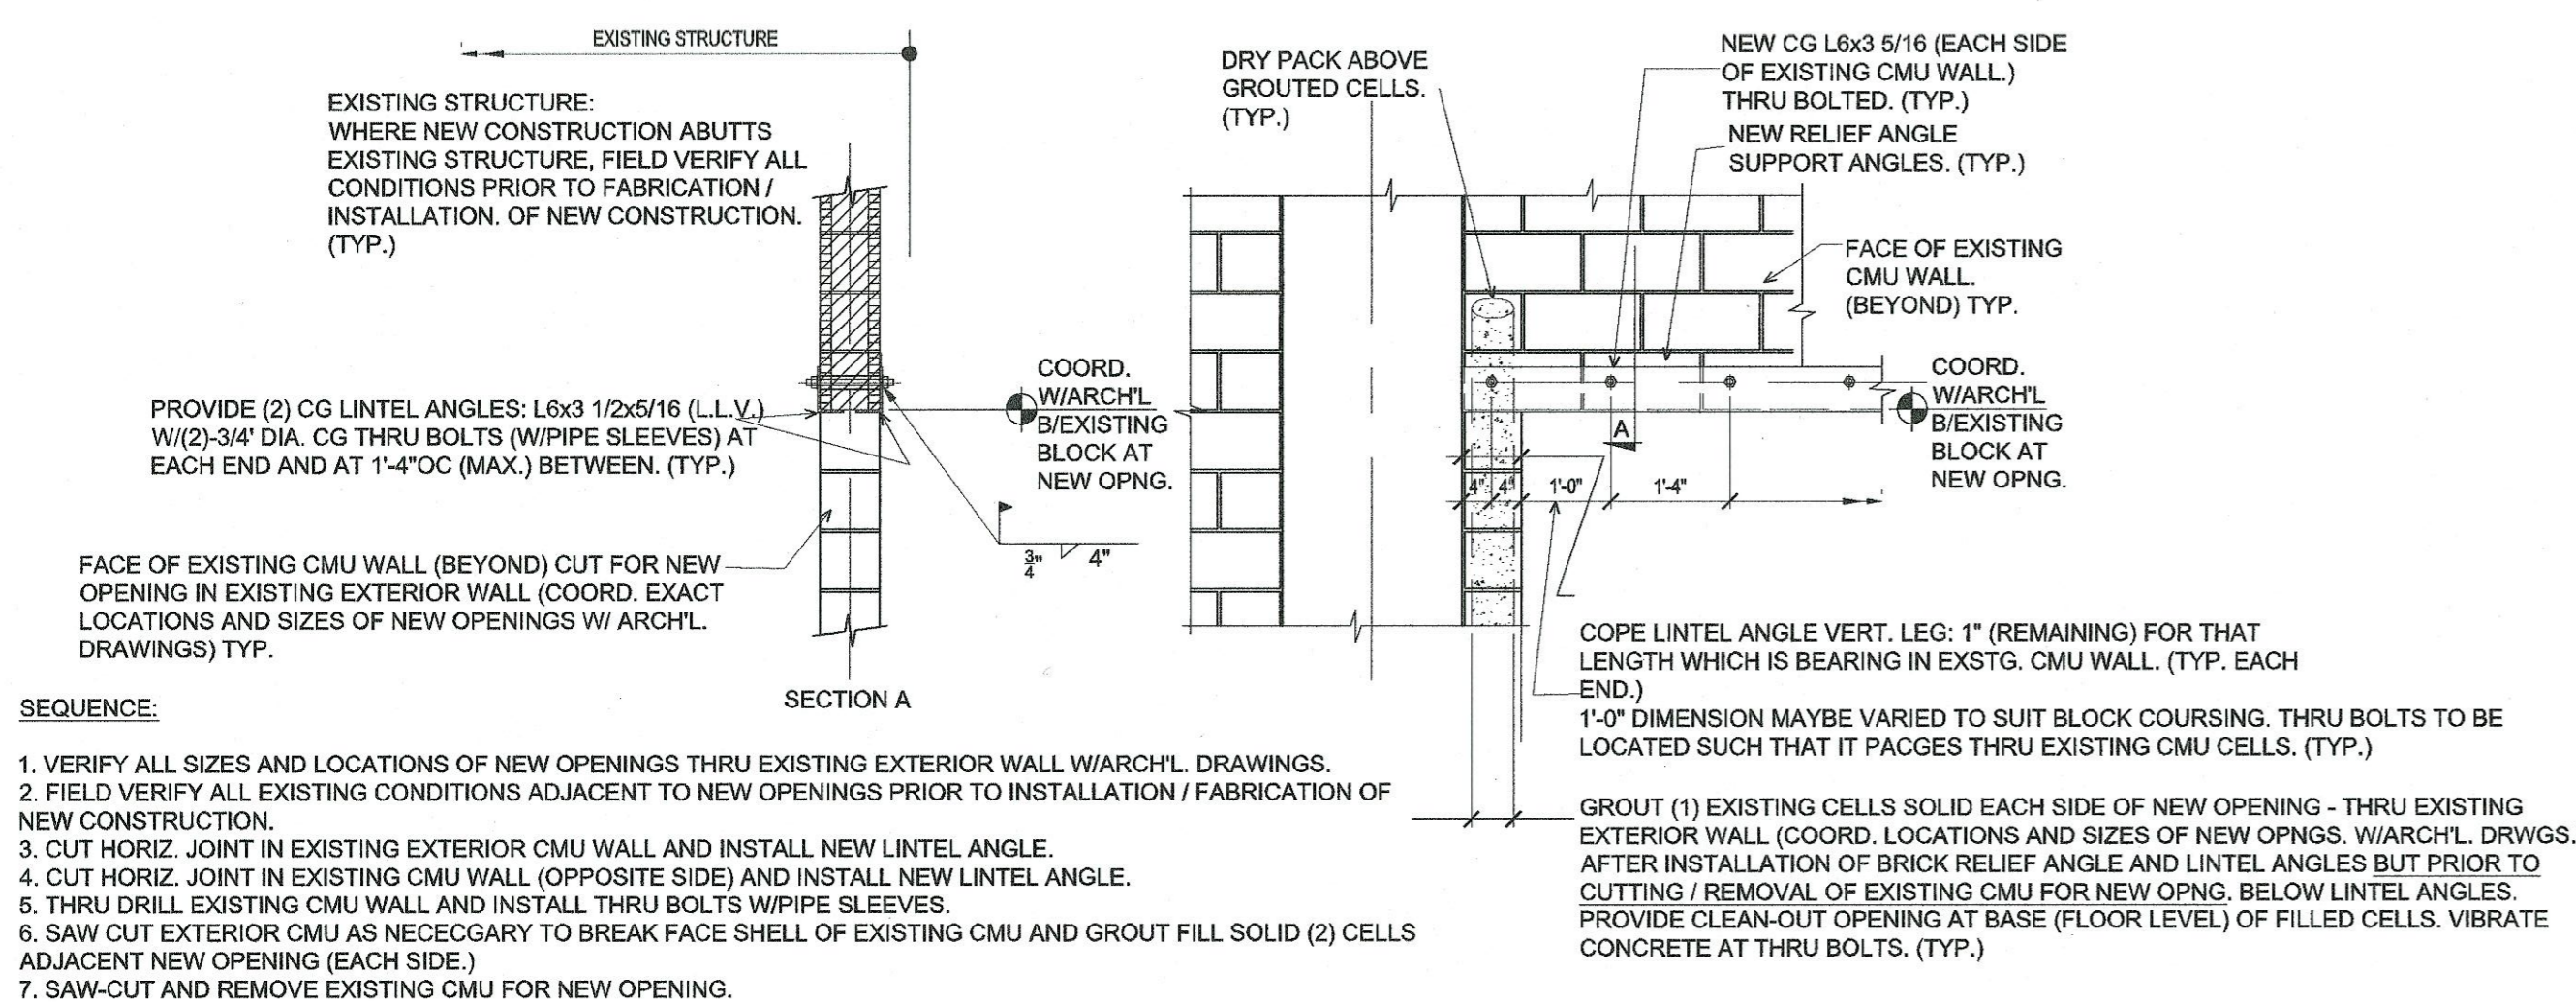 EXISTING STRUCTURE
EXISTING STRUCTURE:
WHERE NEW CONSTRUCTION ABUTTS
EXISTING STRUCTURE, FIELD VERIFY ALL
CONDITIONS PRIOR TO FABRICATION /
INSTALLATION. OF NEW CONSTRUCTION.
(TYP.)
DRY PACK ABOVE
GROUTED CELLS.
(TYP.)
NEW CG L6x3 5/16 (EACH SIDE
OF EXISTING CMU WALL.)
THRU BOLTED. (TYP.)
NEW RELIEF ANGLE
SUPPORT ANGLES. (TYP.)
FACE OF EXISTING
CMU WALL.
(BEYOND) TYP.
PROVIDE (2) CG LINTEL ANGLES: L6x3 1/2x5/16 (L.L.V.)
W/(2)-3/4' DIA. CG THRU BOLTS (W/PIPE SLEEVES) AT
EACH END AND AT 1'-4"OC (MAX.) BETWEEN. (TYP.)
COORD.
W/ARCH'L
B/EXISTING
BLOCK AT
NEW OPNG.
COORD.
W/ARCH'L
B/EXISTING
BLOCK AT
NEW OPNG.
A
4" 4" 1'-0" 1'-4"
3/4" 4"
FACE OF EXISTING CMU WALL (BEYOND) CUT FOR NEW
OPENING IN EXISTING EXTERIOR WALL (COORD. EXACT
LOCATIONS AND SIZES OF NEW OPENINGS W/ ARCH'L.
DRAWINGS) TYP.
SECTION A
COPE LINTEL ANGLE VERT. LEG: 1" (REMAINING) FOR THAT
LENGTH WHICH IS BEARING IN EXSTG. CMU WALL. (TYP. EACH
END.)
1'-0" DIMENSION MAYBE VARIED TO SUIT BLOCK COURSING. THRU BOLTS TO BE
LOCATED SUCH THAT IT PACGES THRU EXISTING CMU CELLS. (TYP.)
GROUT (1) EXISTING CELLS SOLID EACH SIDE OF NEW OPENING - THRU EXISTING
EXTERIOR WALL (COORD. LOCATIONS AND SIZES OF NEW OPNGS. W/ARCH'L. DRWGS.
AFTER INSTALLATION OF BRICK RELIEF ANGLE AND LINTEL ANGLES BUT PRIOR TO
CUTTING / REMOVAL OF EXISTING CMU FOR NEW OPNG. BELOW LINTEL ANGLES.
PROVIDE CLEAN-OUT OPENING AT BASE (FLOOR LEVEL) OF FILLED CELLS. VIBRATE
CONCRETE AT THRU BOLTS. (TYP.)
SEQUENCE:
1. VERIFY ALL SIZES AND LOCATIONS OF NEW OPENINGS THRU EXISTING EXTERIOR WALL W/ARCH'L. DRAWINGS.
2. FIELD VERIFY ALL EXISTING CONDITIONS ADJACENT TO NEW OPENINGS PRIOR TO INSTALLATION / FABRICATION OF
NEW CONSTRUCTION.
3. CUT HORIZ. JOINT IN EXISTING EXTERIOR CMU WALL AND INSTALL NEW LINTEL ANGLE.
4. CUT HORIZ. JOINT IN EXISTING CMU WALL (OPPOSITE SIDE) AND INSTALL NEW LINTEL ANGLE.
5. THRU DRILL EXISTING CMU WALL AND INSTALL THRU BOLTS W/PIPE SLEEVES.
6. SAW CUT EXTERIOR CMU AS NECECGARY TO BREAK FACE SHELL OF EXISTING CMU AND GROUT FILL SOLID (2) CELLS
ADJACENT NEW OPENING (EACH SIDE.)
7. SAW-CUT AND REMOVE EXISTING CMU FOR NEW OPENING.